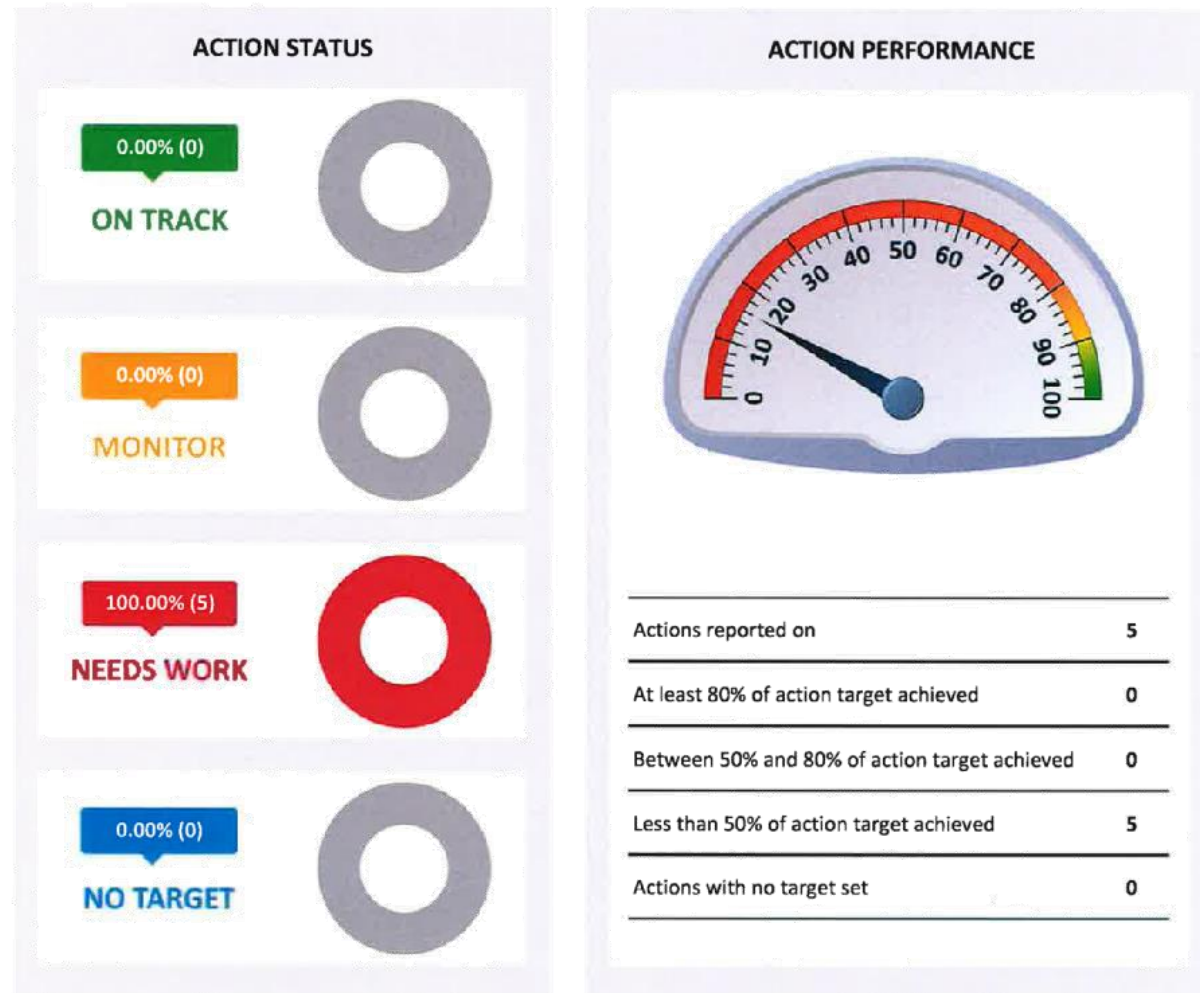 ACTION STATUS
0.00% (0)
ON TRACK
0.00% (0)
MONITOR
100.00% (5)
NEEDS WORK
0.00% (0)
NO TARGET
ACTION PERFORMANCE
0 10 20 30 40 50 60 70 80 90 100
Actions reported on 5
At least 80% of action target achieved 0
Between 50% and 80% of action target achieved 0
Less than 50% of action target achieved 5
Actions with no target set 0